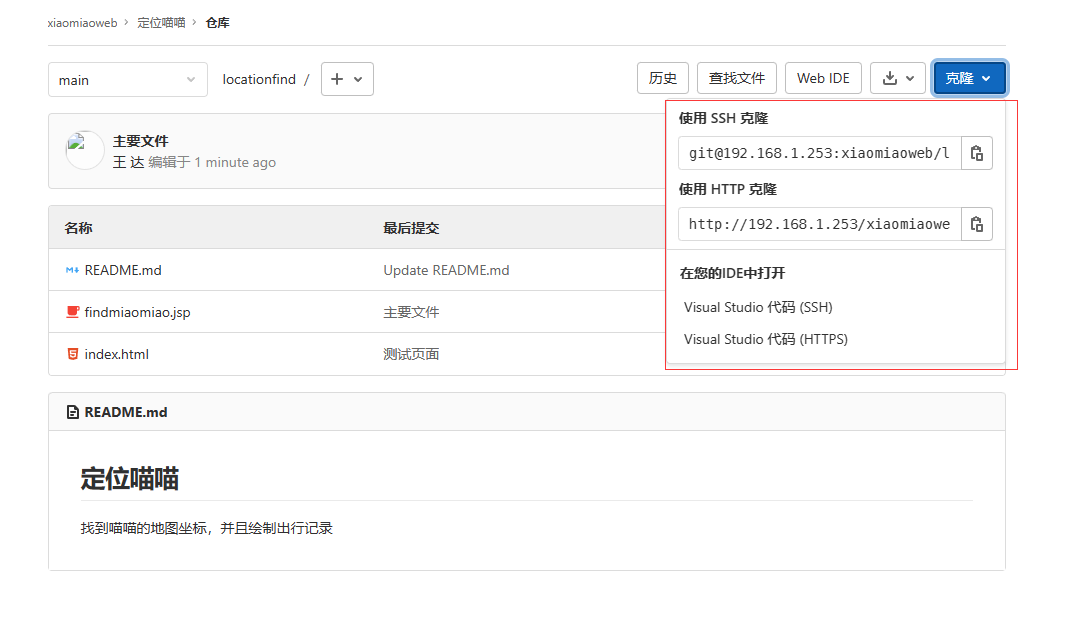 xiaomiaoweb › 定位喵喵 › 仓库
main locationfind / 历史 查找文件 Web IDE 克隆
使用 SSH 克隆
git@192.168.1.253:xiaomiaoweb/l
使用 HTTP 克隆
http://192.168.1.253/xiaomiaowe
在您的IDE中打开
Visual Studio 代码 (SSH)
Visual Studio 代码 (HTTPS)
主要文件
王 达 编辑于 1 minute ago
名称 最后提交
README.md Update README.md
findmiaomiao.jsp 主要文件
index.html 测试页面
README.md
定位喵喵
找到喵喵的地图坐标，并且绘制出行记录